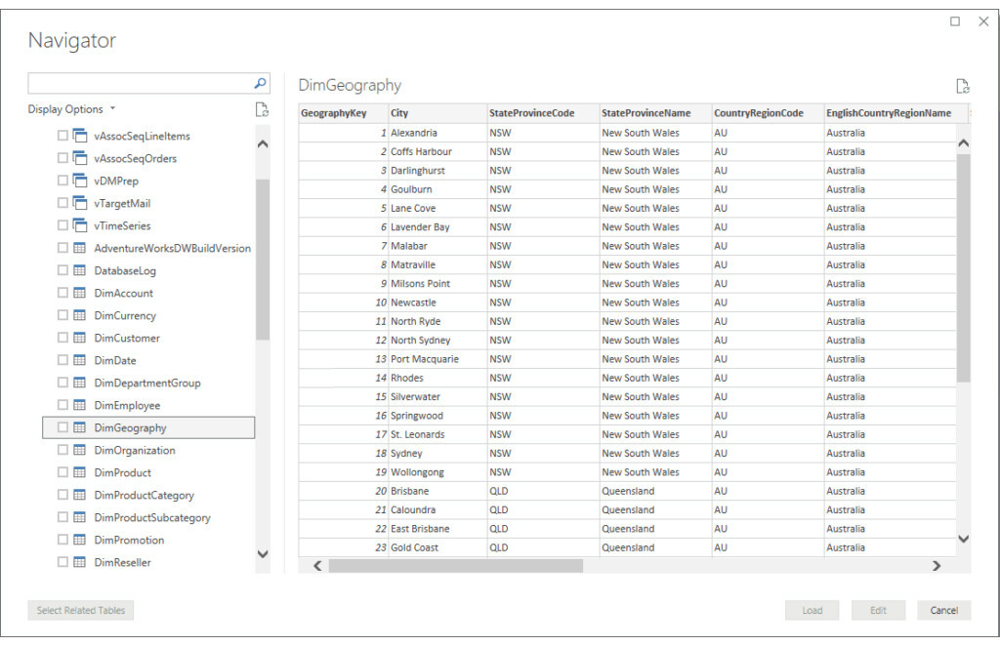 Navigator
Display Options
vAssocSeqLineItems
vAssocSeqOrders
vDMPrep
vTargetMail
vTimeSeries
AdventureWorksDWBuildVersion
DatabaseLog
DimAccount
DimCurrency
DimCustomer
DimDate
DimDepartmentGroup
DimEmployee
DimGeography
DimOrganization
DimProduct
DimProductCategory
DimProductSubcategory
DimPromotion
DimReseller
DimGeography
GeographyKey City StateProvinceCode StateProvinceName CountryRegionCode EnglishCountryRegionName
1 Alexandria NSW New South Wales AU Australia
2 Coffs Harbour NSW New South Wales AU Australia
3 Darlinghurst NSW New South Wales AU Australia
4 Goulburn NSW New South Wales AU Australia
5 Lane Cove NSW New South Wales AU Australia
6 Lavender Bay NSW New South Wales AU Australia
7 Malabar NSW New South Wales AU Australia
8 Matraville NSW New South Wales AU Australia
9 Milsons Point NSW New South Wales AU Australia
10 Newcastle NSW New South Wales AU Australia
11 North Ryde NSW New South Wales AU Australia
12 North Sydney NSW New South Wales AU Australia
13 Port Macquarie NSW New South Wales AU Australia
14 Rhodes NSW New South Wales AU Australia
15 Silverwater NSW New South Wales AU Australia
16 Springwood NSW New South Wales AU Australia
17 St. Leonards NSW New South Wales AU Australia
18 Sydney NSW New South Wales AU Australia
19 Wollongong NSW New South Wales AU Australia
20 Brisbane QLD Queensland AU Australia
21 Caloundra QLD Queensland AU Australia
22 East Brisbane QLD Queensland AU Australia
23 Gold Coast QLD Queensland AU Australia
Select Related Tables
Load Edit Cancel